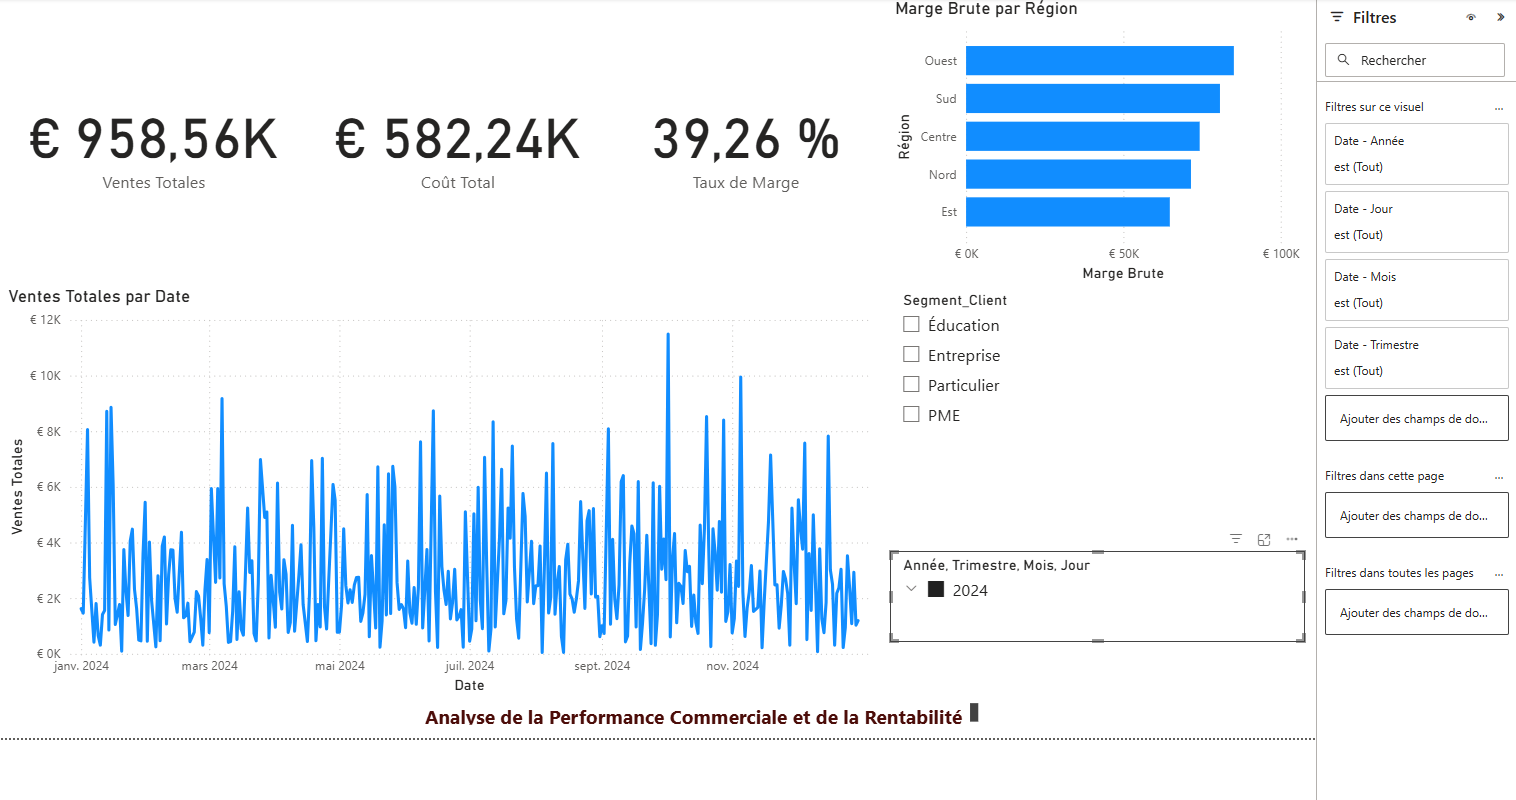 € 958,56K
Ventes Totales
€ 582,24K
Coût Total
39,26 %
Taux de Marge
Marge Brute par Région
Région
Ouest
Sud
Centre
Nord
Est
€ 0K
€ 50K
€ 100K
Marge Brute
Ventes Totales par Date
Ventes Totales
€ 12K
€ 10K
€ 8K
€ 6K
€ 4K
€ 2K
€ 0K
janv. 2024
mars 2024
mai 2024
juil. 2024
sept. 2024
nov. 2024
Date
Segment_Client
Éducation
Entreprise
Particulier
PME
Année, Trimestre, Mois, Jour
2024
Analyse de la Performance Commerciale et de la Rentabilité
Filtres
Rechercher
Filtres sur ce visuel
...
Date - Année
est (Tout)
Date - Jour
est (Tout)
Date - Mois
est (Tout)
Date - Trimestre
est (Tout)
Ajouter des champs de do...
Filtres dans cette page
...
Ajouter des champs de do...
Filtres dans toutes les pages
...
Ajouter des champs de do...